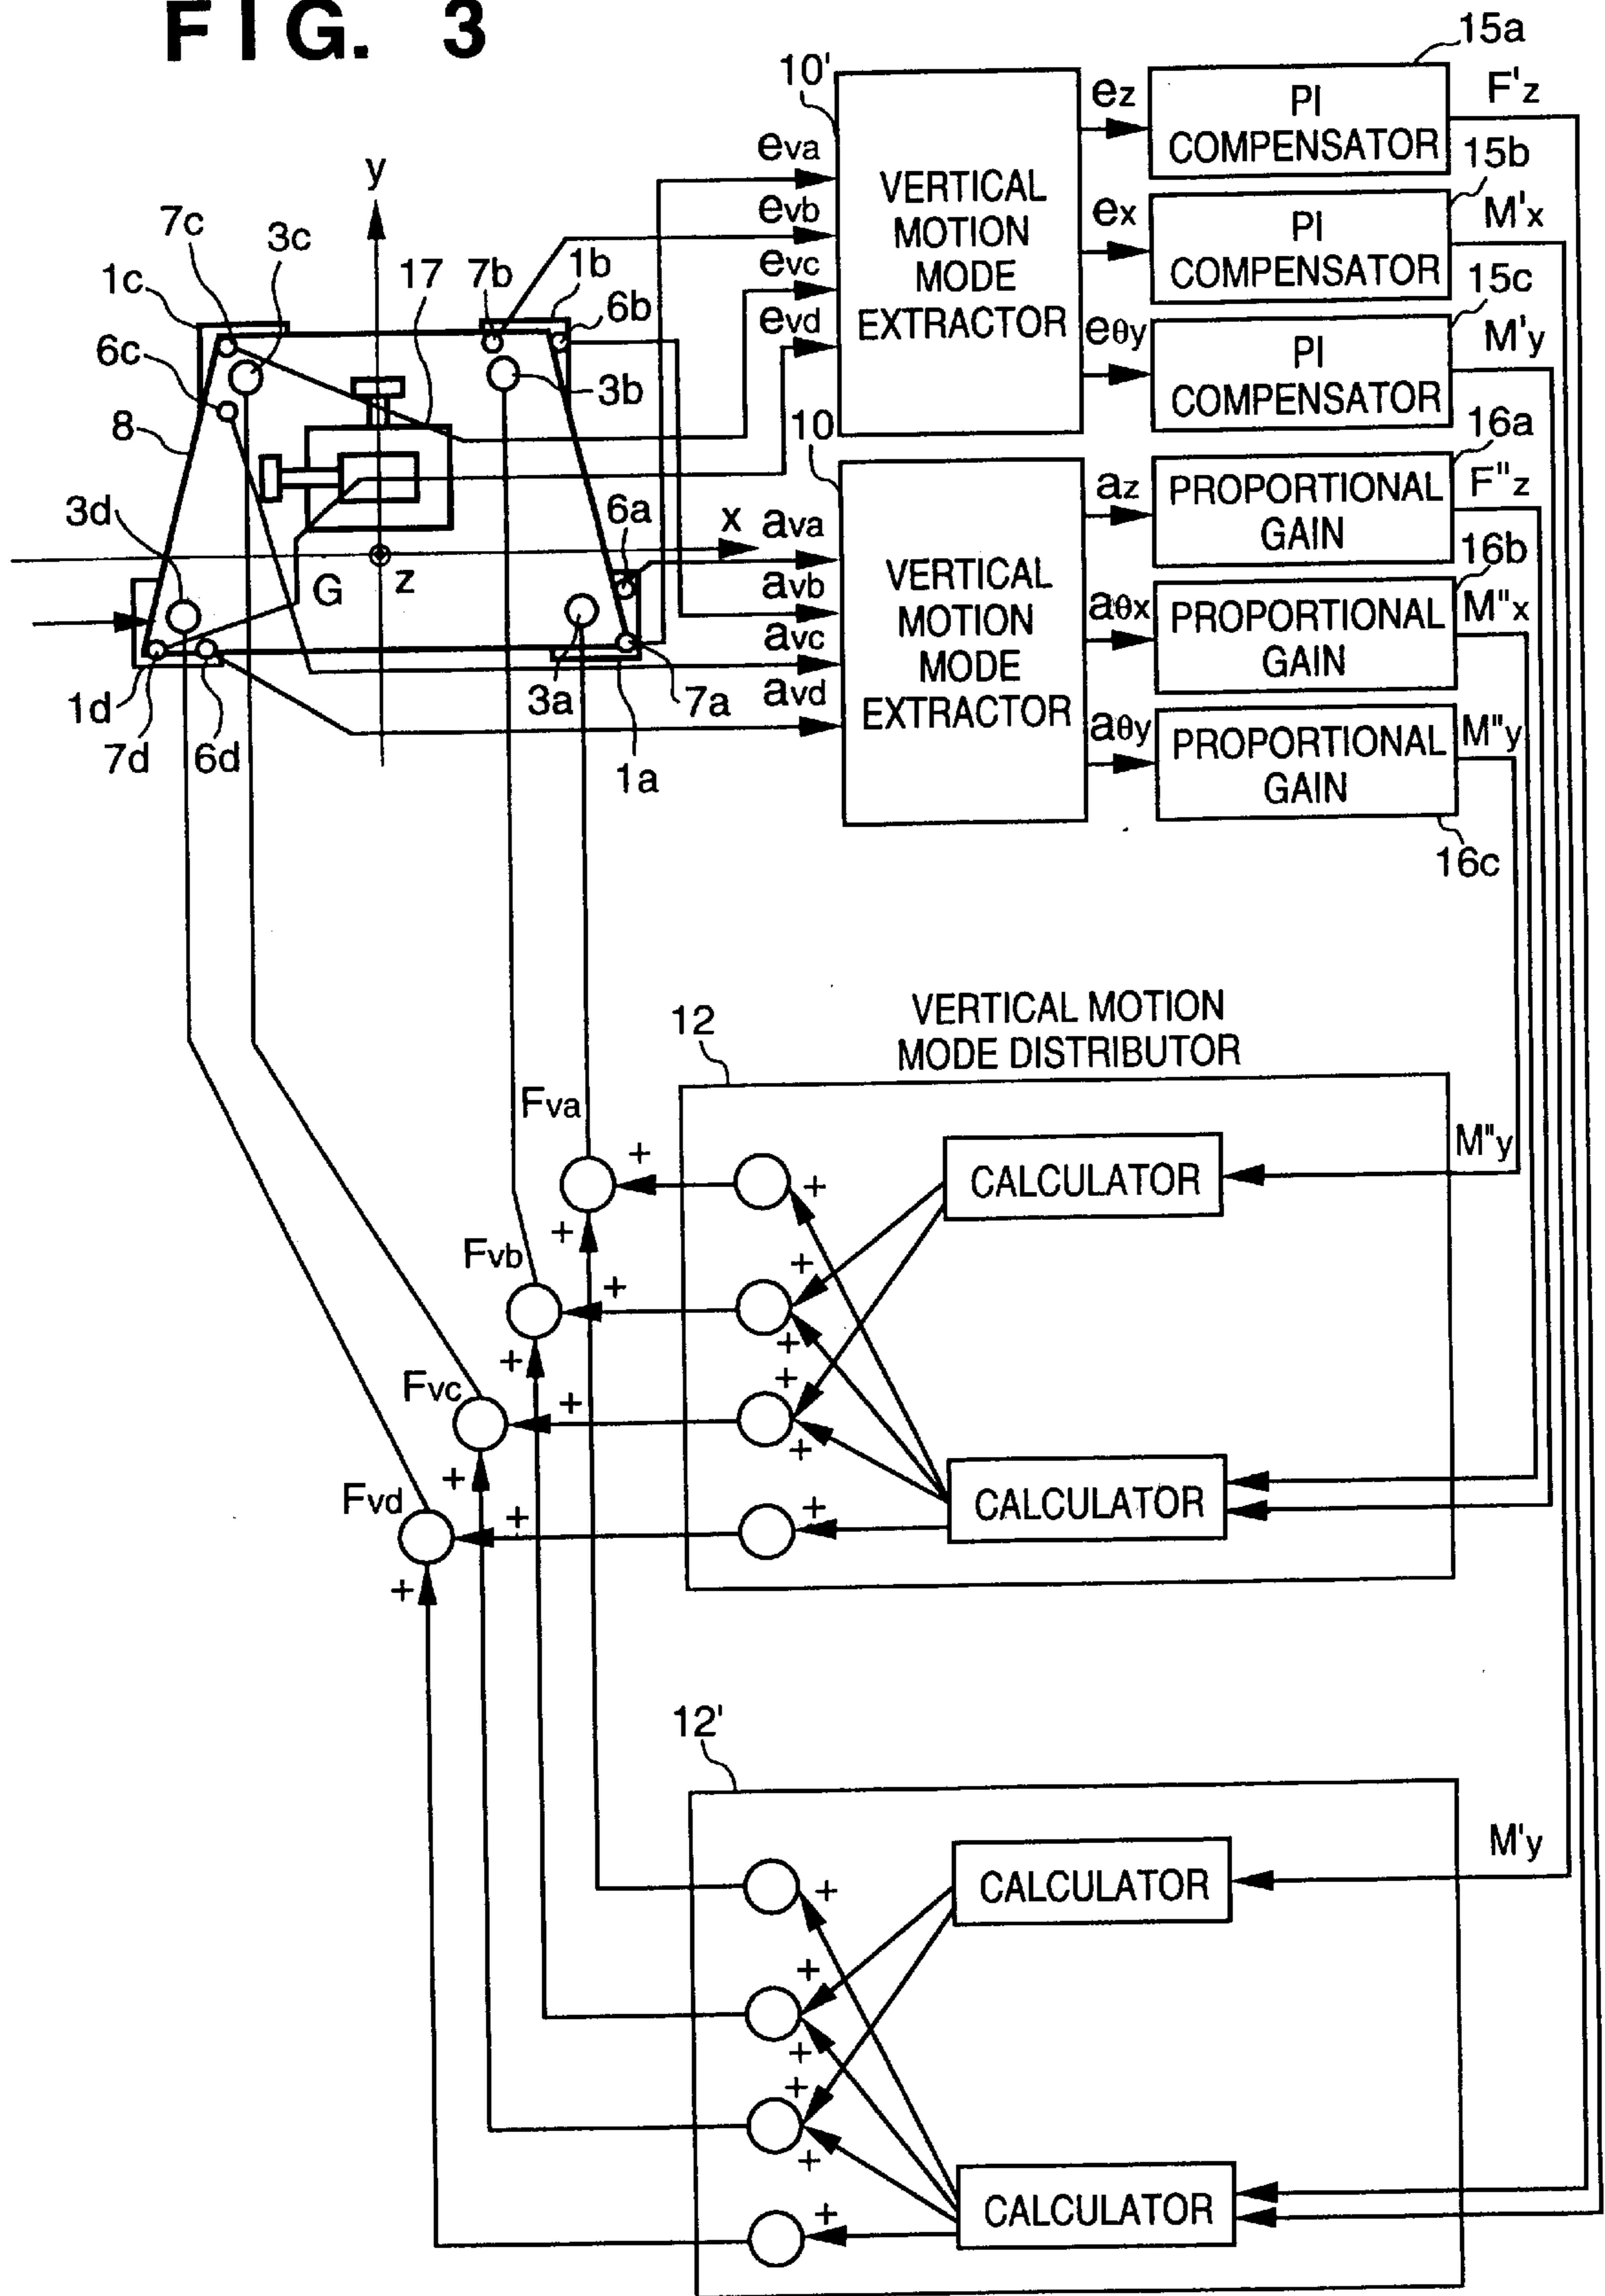 FIG. 3
15a
10'
ez
PI
COMPENSATOR
F'z
15b
eva
VERTICAL
MOTION
MODE
EXTRACTOR
evb
evc
evd
ex
PI
COMPENSATOR
M'x
15c
eθy
PI
COMPENSATOR
M'y
y
7c
3c
1c
17
7b
1b
6b
6c
3b
8
10
16a
az
PROPORTIONAL
GAIN
F"z
16b
3d
6a
x
ava
avb
avc
avd
VERTICAL
MOTION
MODE
EXTRACTOR
aθx
PROPORTIONAL
GAIN
M"x
G
z
1d
7d
6d
3a
7a
1a
aθy
PROPORTIONAL
GAIN
M"y
16c
VERTICAL MOTION
MODE DISTRIBUTOR
12
Fva
+
+
+
CALCULATOR
M"y
Fvb
+
+
+
+
Fvc
+
+
+
+
Fvd
+
+
+
CALCULATOR
12'
+
CALCULATOR
M'y
+
+
+
+
+
CALCULATOR